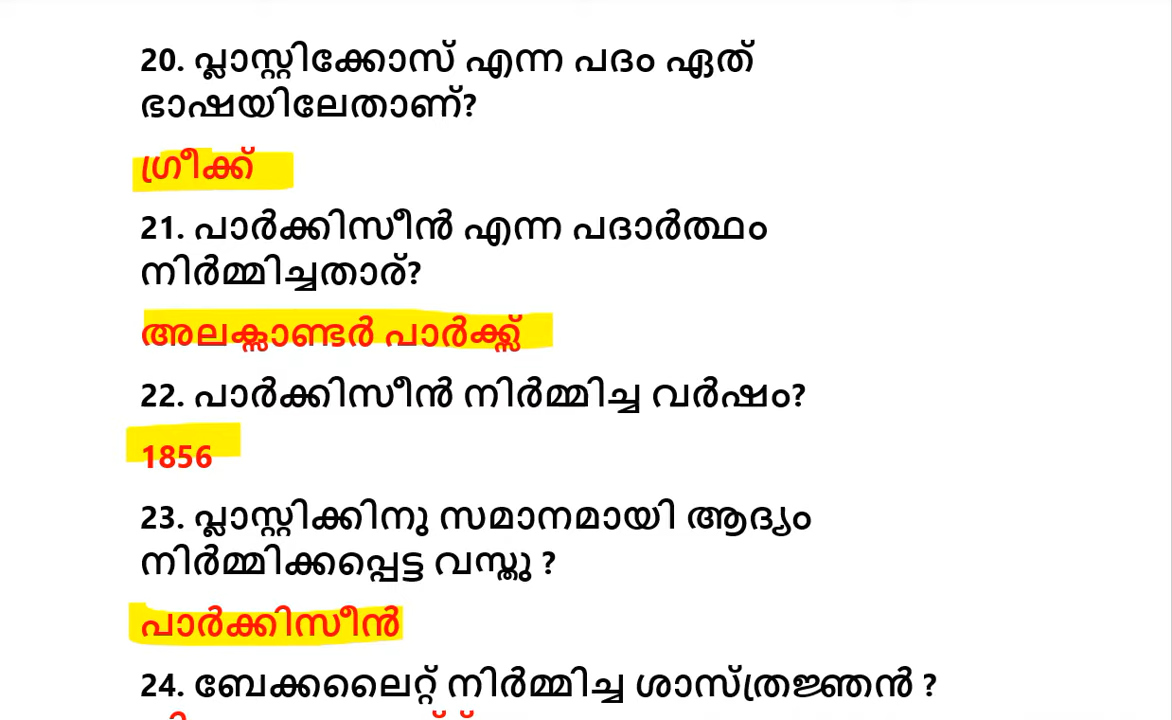 20. പ്ലാസ്റ്റിക്കോസ് എന്ന പദം ഏത്
ഭാഷയിലേതാണ്?
ഗ്രീക്ക്
21. പാർക്കിസീൻ എന്ന പദാർത്ഥം
നിർമ്മിച്ചതാര്?
അലക്സാണ്ടർ പാർക്ക്സ്
22. പാർക്കിസീൻ നിർമ്മിച്ച വർഷം?
1856
23. പ്ലാസ്റ്റിക്കിനു സമാനമായി ആദ്യം
നിർമ്മിക്കപ്പെട്ട വസ്തു ?
പാർക്കിസീൻ
24. ബേക്കലൈറ്റ് നിർമ്മിച്ച ശാസ്ത്രജ്ഞൻ ?